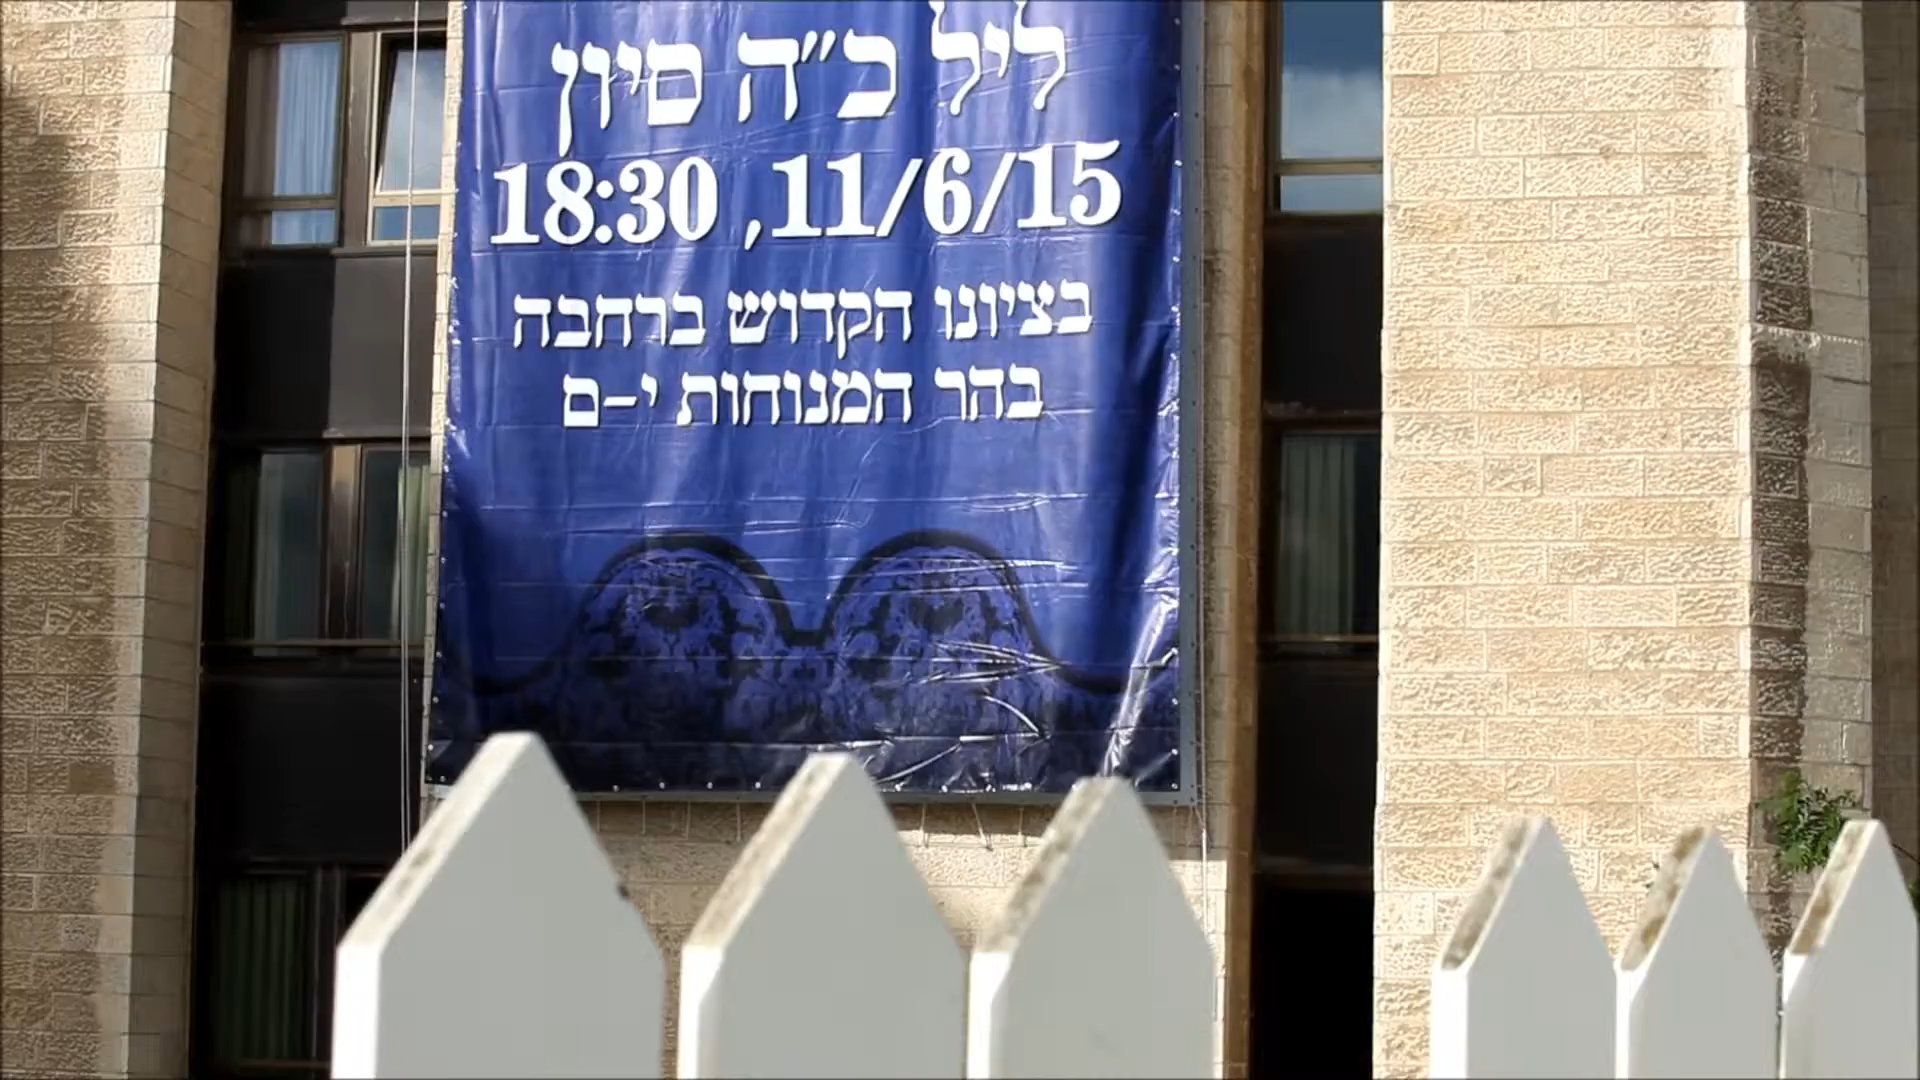 ליל כ"ה סיון
11/6/15, 18:30
בציונו הקדוש ברחבה
בהר המנוחות י-ם